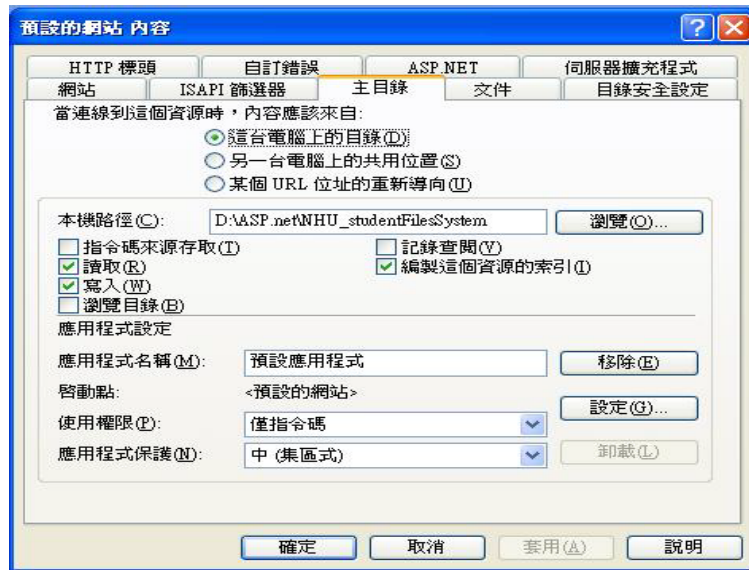 預設的網站 內容
HTTP 標頭 自訂錯誤 ASP.NET 伺服器擴充程式
網站 ISAPI 篩選器 主目錄 文件 目錄安全設定
當連線到這個資源時，內容應該來自:
這台電腦上的目錄(D)
另一台電腦上的共用位置(S)
某個 URL 位址的重新導向(U)
本機路徑(C): D:\ASP.net\NHU_studentFilesSystem 瀏覽(O)...
指令碼來源存取(T) 記錄查閱(V)
讀取(R) 編製這個資源的索引(I)
寫入(W)
瀏覽目錄(B)
應用程式設定
應用程式名稱(M): 預設應用程式 移除(E)
啟動點: <預設的網站>
設定(G)...
使用權限(P): 僅指令碼
應用程式保護(N): 中 (集區式) 卸載(L)
確定 取消 套用(A) 說明